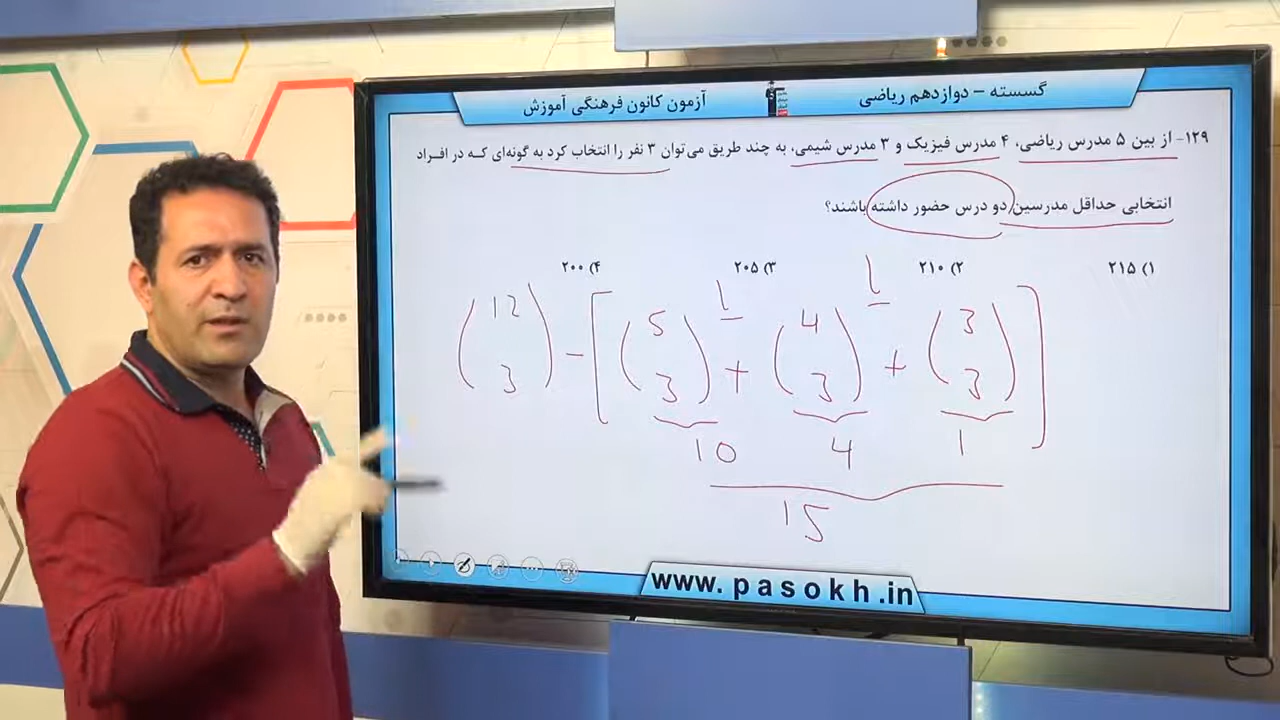 گسسته - دوازدهم ریاضی
آزمون کانون فرهنگی آموزش
۱۲۹- از بین ۵ مدرس ریاضی، ۴ مدرس فیزیک و ۳ مدرس شیمی، به چند طریق می‌توان ۳ نفر را انتخاب کرد به گونه‌ای کـه در افـراد
انتخابی حداقل مدرسین دو درس حضور داشته باشند؟
۱) ۲۱۵
۲) ۲۱۰
۳) ۲۰۵
۴) ۲۰۰
(12 3) - [(5 3) + (4 3) + (3 3)]
10 4 1
15
www.pasokh.in